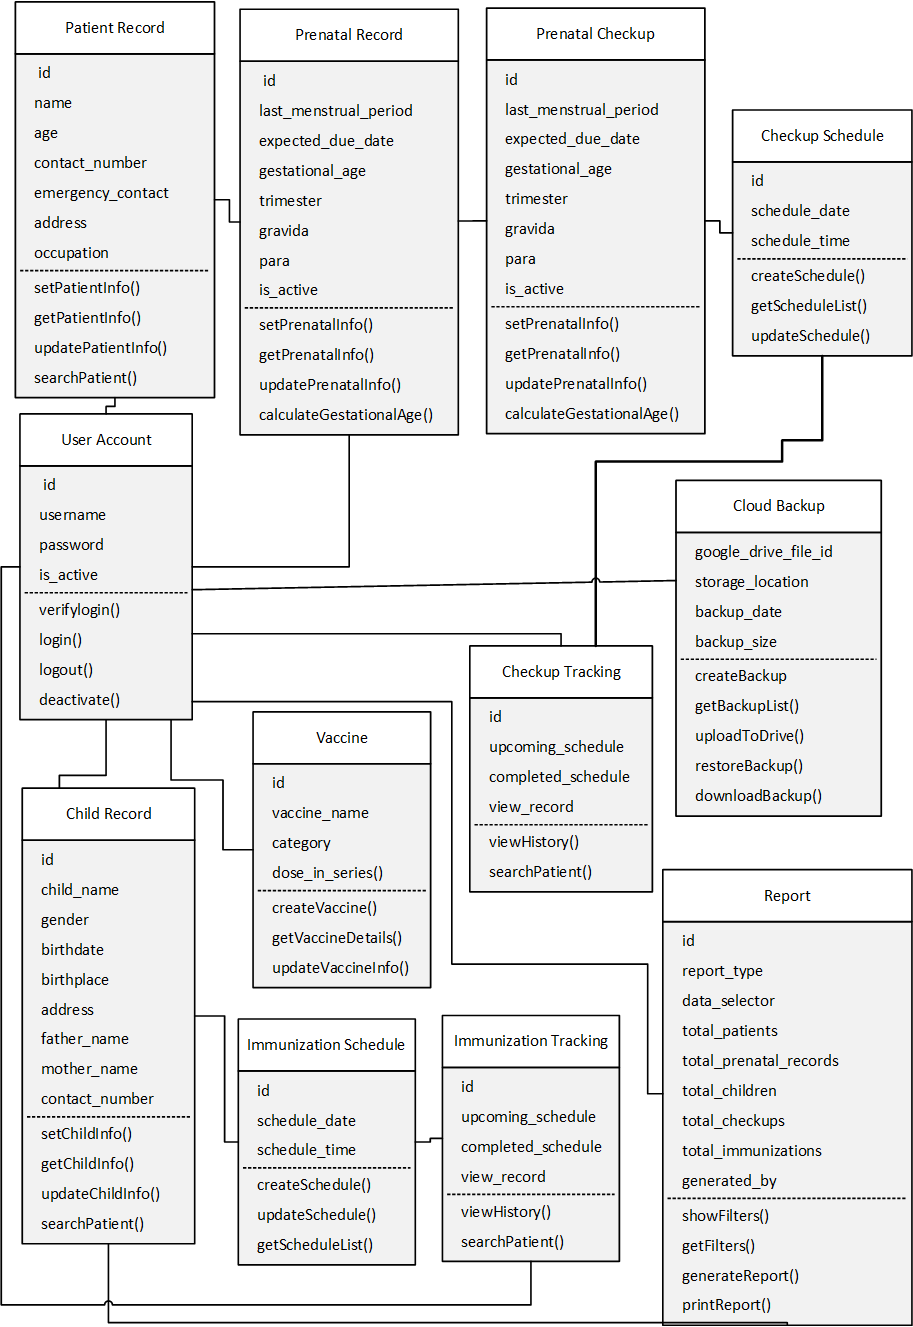 Patient Record
id
name
age
contact_number
emergency_contact
address
occupation
setPatientInfo()
getPatientInfo()
updatePatientInfo()
searchPatient()
Prenatal Record
id
last_menstrual_period
expected_due_date
gestational_age
trimester
gravida
para
is_active
setPrenatalInfo()
getPrenatalInfo()
updatePrenatalInfo()
calculateGestationalAge()
Prenatal Checkup
id
last_menstrual_period
expected_due_date
gestational_age
trimester
gravida
para
is_active
setPrenatalInfo()
getPrenatalInfo()
updatePrenatalInfo()
calculateGestationalAge()
Checkup Schedule
id
schedule_date
schedule_time
createSchedule()
getScheduleList()
updateSchedule()
User Account
id
username
password
is_active
verifylogin()
login()
logout()
deactivate()
Cloud Backup
google_drive_file_id
storage_location
backup_date
backup_size
createBackup
getBackupList()
uploadToDrive()
restoreBackup()
downloadBackup()
Checkup Tracking
id
upcoming_schedule
completed_schedule
view_record
viewHistory()
searchPatient()
Vaccine
id
vaccine_name
category
dose_in_series()
createVaccine()
getVaccineDetails()
updateVaccineInfo()
Child Record
id
child_name
gender
birthdate
birthplace
address
father_name
mother_name
contact_number
setChildInfo()
getChildInfo()
updateChildInfo()
searchPatient()
Immunization Schedule
id
schedule_date
schedule_time
createSchedule()
updateSchedule()
getScheduleList()
Immunization Tracking
id
upcoming_schedule
completed_schedule
view_record
viewHistory()
searchPatient()
Report
id
report_type
data_selector
total_patients
total_prenatal_records
total_children
total_checkups
total_immunizations
generated_by
showFilters()
getFilters()
generateReport()
printReport()